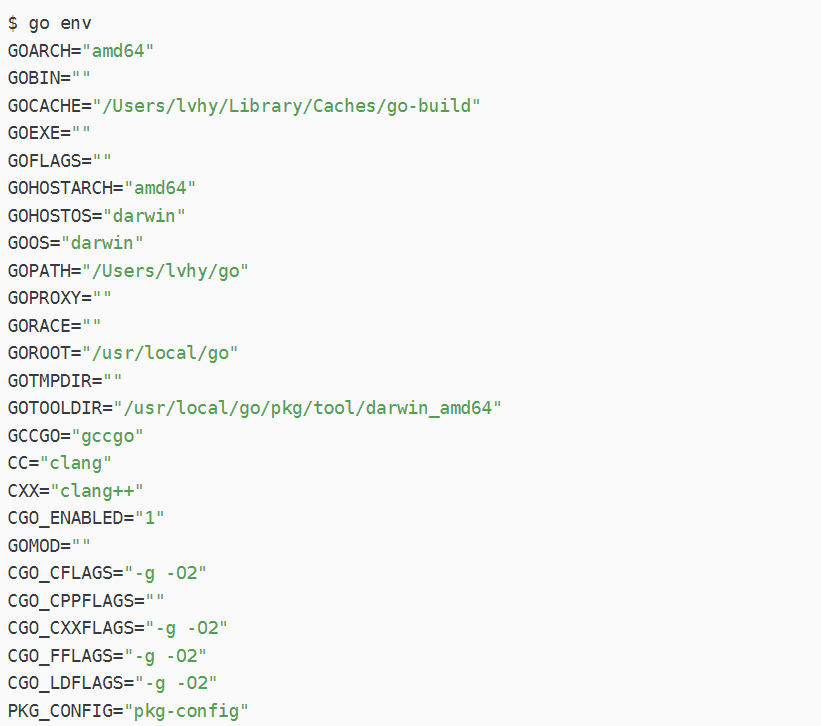 $ go env
GOARCH="amd64"
GOBIN=""
GOCACHE="/Users/lvhy/Library/Caches/go-build"
GOEXE=""
GOFLAGS=""
GOHOSTARCH="amd64"
GOHOSTOS="darwin"
GOOS="darwin"
GOPATH="/Users/lvhy/go"
GOPROXY=""
GORACE=""
GOROOT="/usr/local/go"
GOTMPDIR=""
GOTOOLDIR="/usr/local/go/pkg/tool/darwin_amd64"
GCCGO="gccgo"
CC="clang"
CXX="clang++"
CGO_ENABLED="1"
GOMOD=""
CGO_CFLAGS="-g -O2"
CGO_CPPFLAGS=""
CGO_CXXFLAGS="-g -O2"
CGO_FFLAGS="-g -O2"
CGO_LDFLAGS="-g -O2"
PKG_CONFIG="pkg-config"